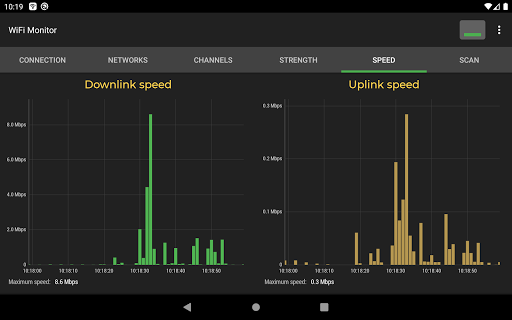 10:19
WiFi Monitor
CONNECTION NETWORKS CHANNELS STRENGTH SPEED SCAN
Downlink speed
8.0 Mbps
6.0 Mbps
4.0 Mbps
2.0 Mbps
0.0
10:18:00 10:18:10 10:18:20 10:18:30 10:18:40 10:18:50
Maximum speed: 8.6 Mbps
Uplink speed
0.3 Mbps
0.2 Mbps
0.1 Mbps
0.0
10:18:00 10:18:10 10:18:20 10:18:30 10:18:40 10:18:50
Maximum speed: 0.3 Mbps